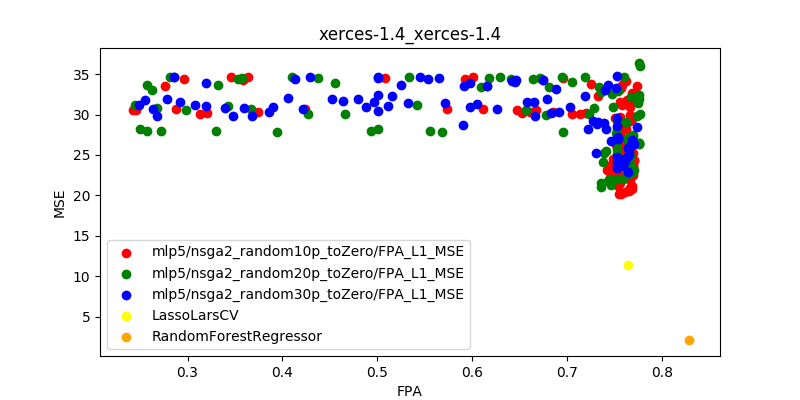 xerces-1.4_xerces-1.4
MSE
35
30
25
20
15
10
5
mlp5/nsga2_random10p_toZero/FPA_L1_MSE
mlp5/nsga2_random20p_toZero/FPA_L1_MSE
mlp5/nsga2_random30p_toZero/FPA_L1_MSE
LassoLarsCV
RandomForestRegressor
0.3 0.4 0.5 0.6 0.7 0.8
FPA